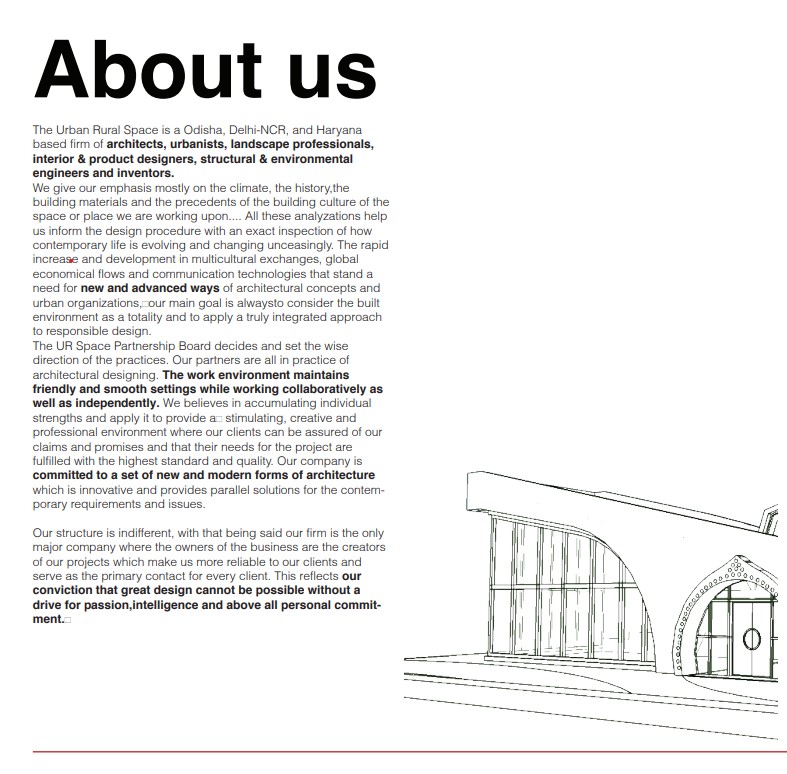 About us
The Urban Rural Space is a Odisha, Delhi-NCR, and Haryana
based firm of architects, urbanists, landscape professionals,
interior & product designers, structural & environmental
engineers and inventors.
We give our emphasis mostly on the climate, the history,the
building materials and the precedents of the building culture of the
space or place we are working upon.... All these analyzations help
us inform the design procedure with an exact inspection of how
contemporary life is evolving and changing unceasingly. The rapid
increase and development in multicultural exchanges, global
economical flows and communication technologies that stand a
need for new and advanced ways of architectural concepts and
urban organizations,□our main goal is alwaysto consider the built
environment as a totality and to apply a truly integrated approach
to responsible design.
The UR Space Partnership Board decides and set the wise
direction of the practices. Our partners are all in practice of
architectural designing. The work environment maintains
friendly and smooth settings while working collaboratively as
well as independently. We believes in accumulating individual
strengths and apply it to provide a□ stimulating, creative and
professional environment where our clients can be assured of our
claims and promises and that their needs for the project are
fulfilled with the highest standard and quality. Our company is
committed to a set of new and modern forms of architecture
which is innovative and provides parallel solutions for the contem-
porary requirements and issues.
Our structure is indifferent, with that being said our firm is the only
major company where the owners of the business are the creators
of our projects which make us more reliable to our clients and
serve as the primary contact for every client. This reflects our
conviction that great design cannot be possible without a
drive for passion,intelligence and above all personal commit-
ment.□